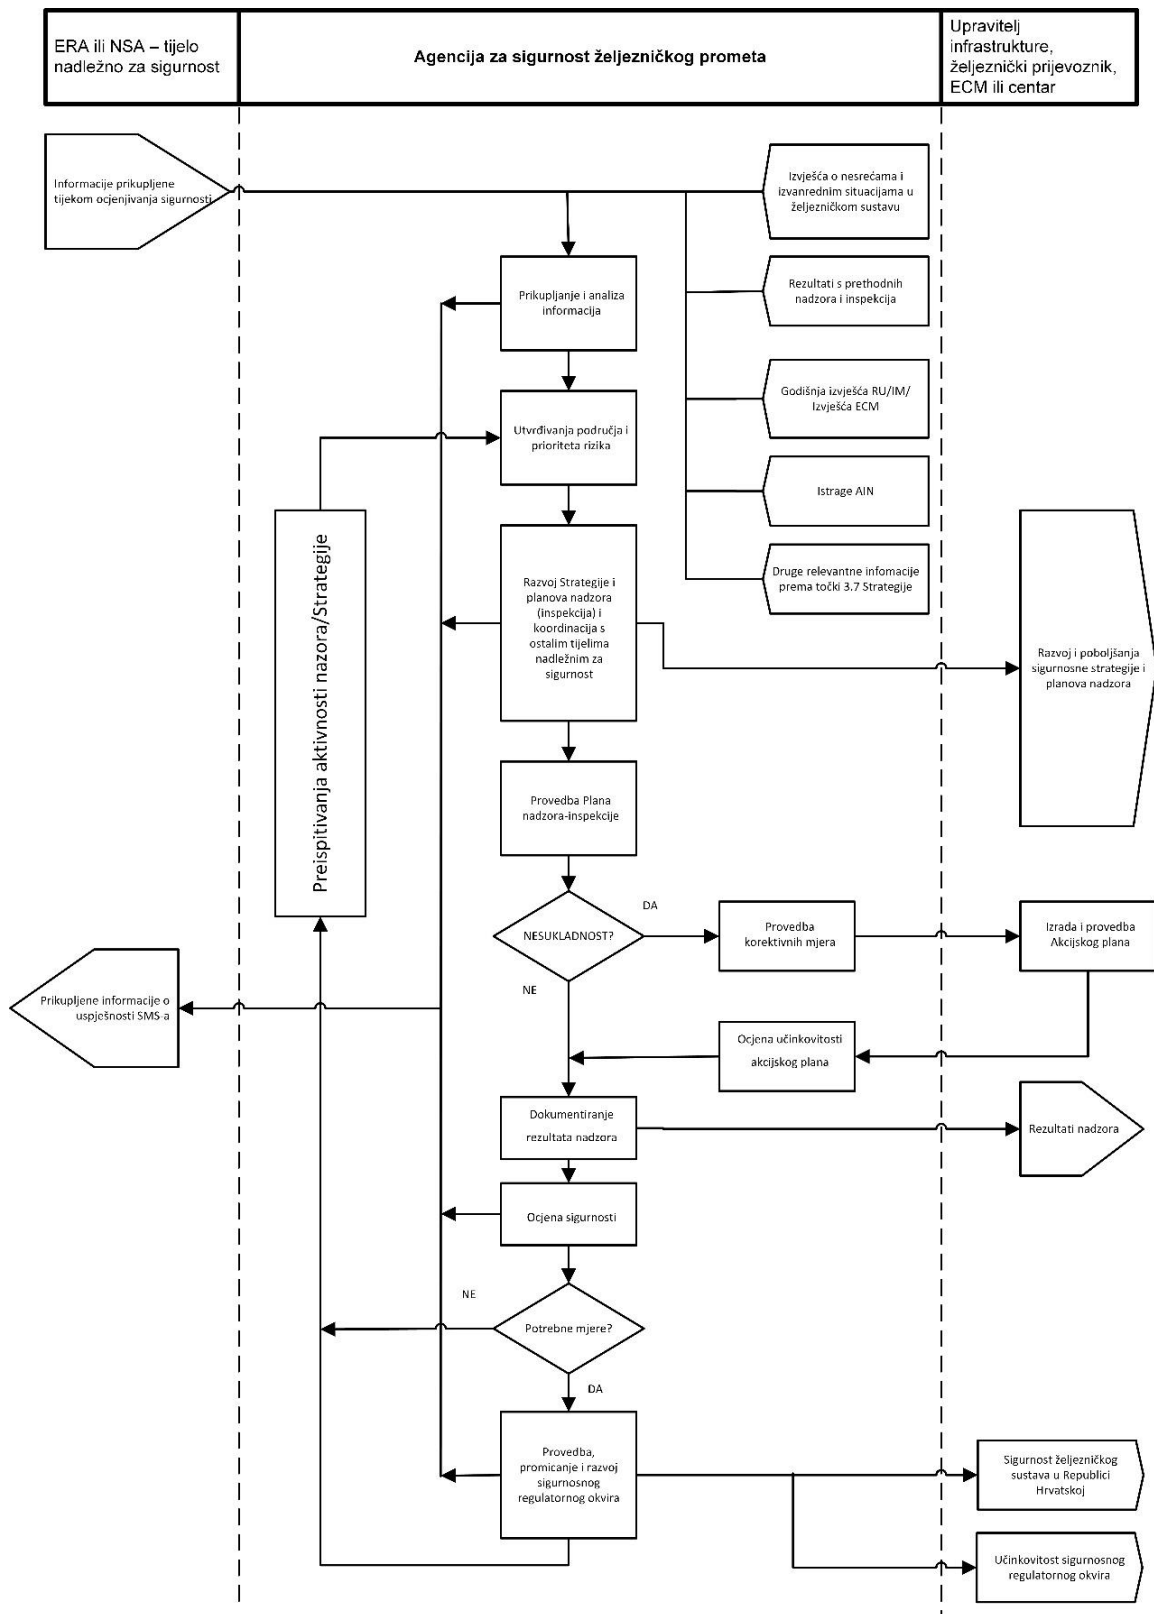 ERA ili NSA – tijelo
nadležno za sigurnost
Agencija za sigurnost željezničkog prometa
Upravitelj
infrastrukture,
željeznički prijevoznik,
ECM ili centar
Informacije prikupljene
tijekom ocjenjivanja sigurnosti
Izvješća o nesrećama i
izvanrednim situacijama u
željezničkom sustavu
Prikupljanje i analiza
informacija
Rezultati s prethodnih
nadzora i inspekcija
Godišnja izvješća RU/IM/
Izvješća ECM
Utvrđivanja područja i
prioriteta rizika
Istrage AIN
Druge relevantne infomacije
prema točki 3.7 Strategije
Razvoj Strategije i
planova nadzora
(inspekcija) i
koordinacija s
ostalim tijelima
nadležnim za
sigurnost
Razvoj i poboljšanja
sigurnosne strategije i
planova nadzora
Preispitivanja aktivnosti nazora/Strategije
Provedba Plana
nadzora-inspekcije
NESUKLADNOST?
DA
Provedba
korektivnih mjera
Izrada i provedba
Akcijskog plana
NE
Prikupljene informacije o
uspješnosti SMS-a
Ocjena učinkovitosti
akcijskog plana
Dokumentiranje
rezultata nadzora
Rezultati nadzora
Ocjena sigurnosti
NE
Potrebne mjere?
DA
Provedba,
promicanje i razvoj
sigurnosnog
regulatornog okvira
Sigurnost željezničkog
sustava u Republici
Hrvatskoj
Učinkovitost sigurnosnog
regulatornog okvira